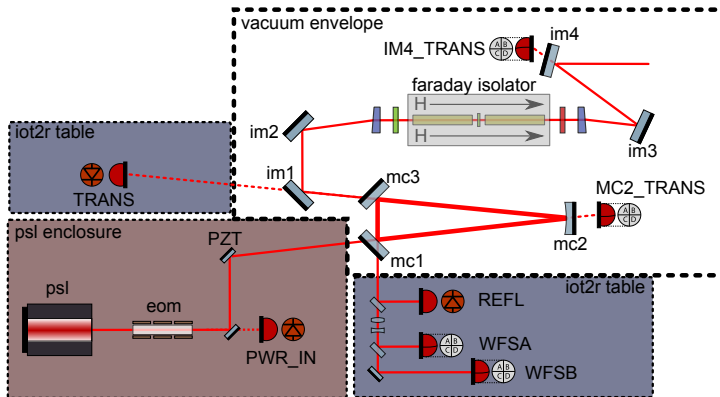 vacuum envelope
im4
IM4_TRANS
A B
C D
faraday isolator
H
H
im2
im3
iot2r table
im1
mc3
MC2_TRANS
A B
C D
TRANS
mc2
psl enclosure
PZT
mc1
iot2r table
psl
eom
REFL
PWR_IN
WFSA
A B
C D
WFSB
A B
C D